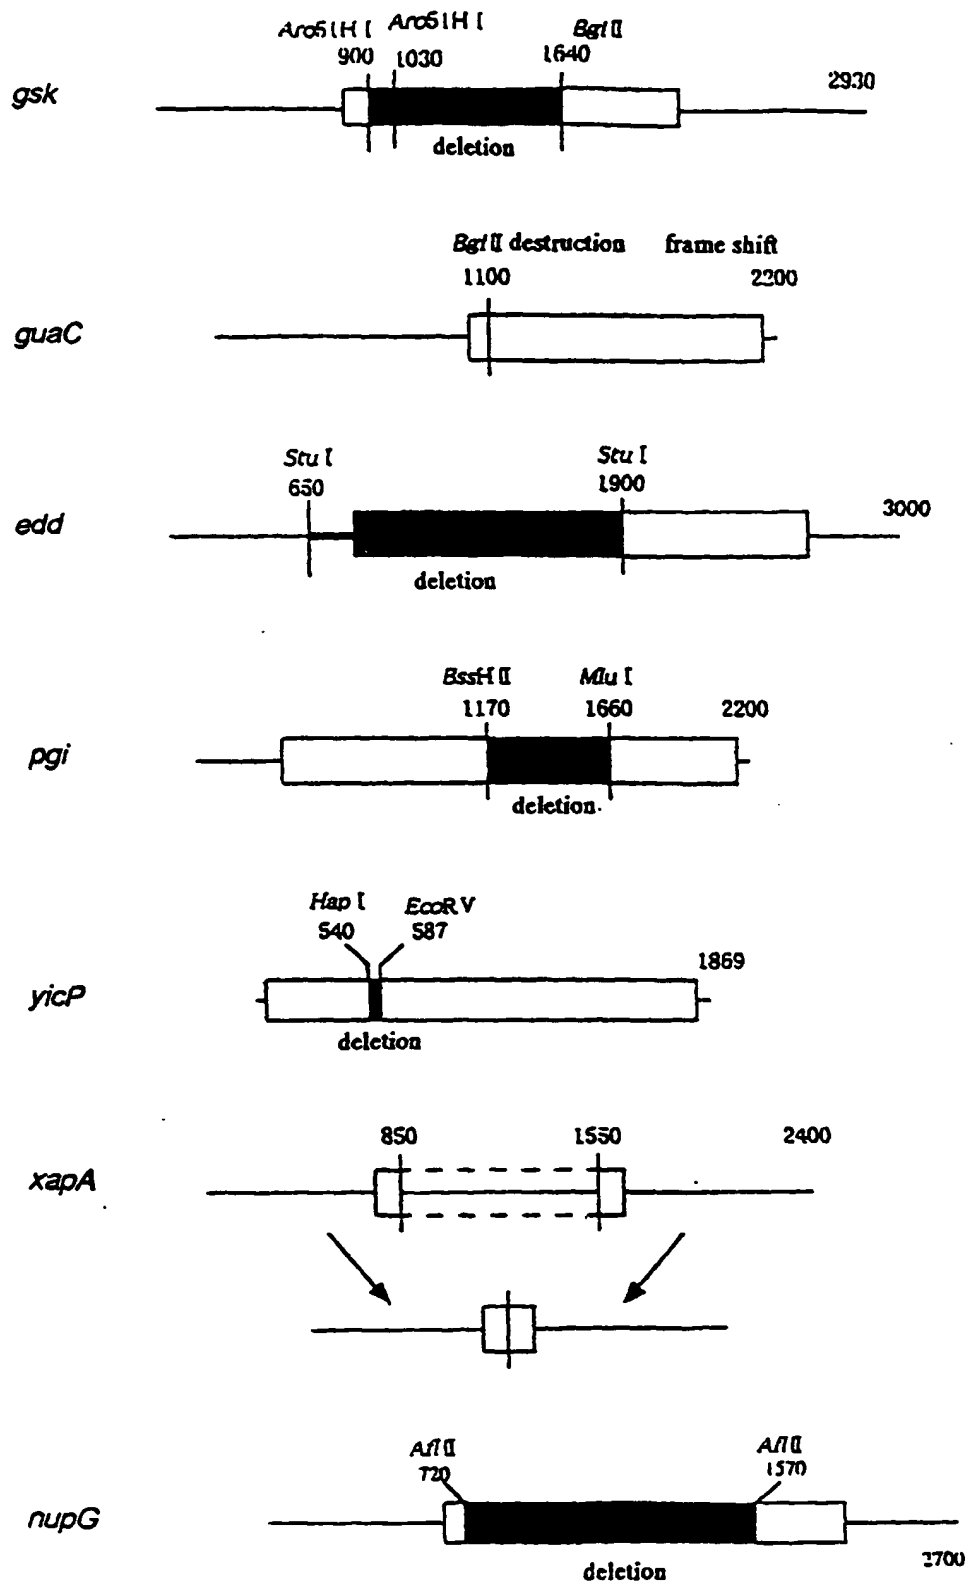 Aro51H I Aro51H I Bgl II
900 1030 1640 2930
gsk
deletion
Bgl II destruction frame shift
1100 2200
guaC
Stu I Stu I
650 1900 3000
edd
deletion
BssH II Mlu I
1170 1660 2200
pgi
deletion
Hap I EcoR V
540 587 1869
yicP
deletion
850 1550 2400
xapA
Afl II Afl II
720 1570
nupG
2700
deletion